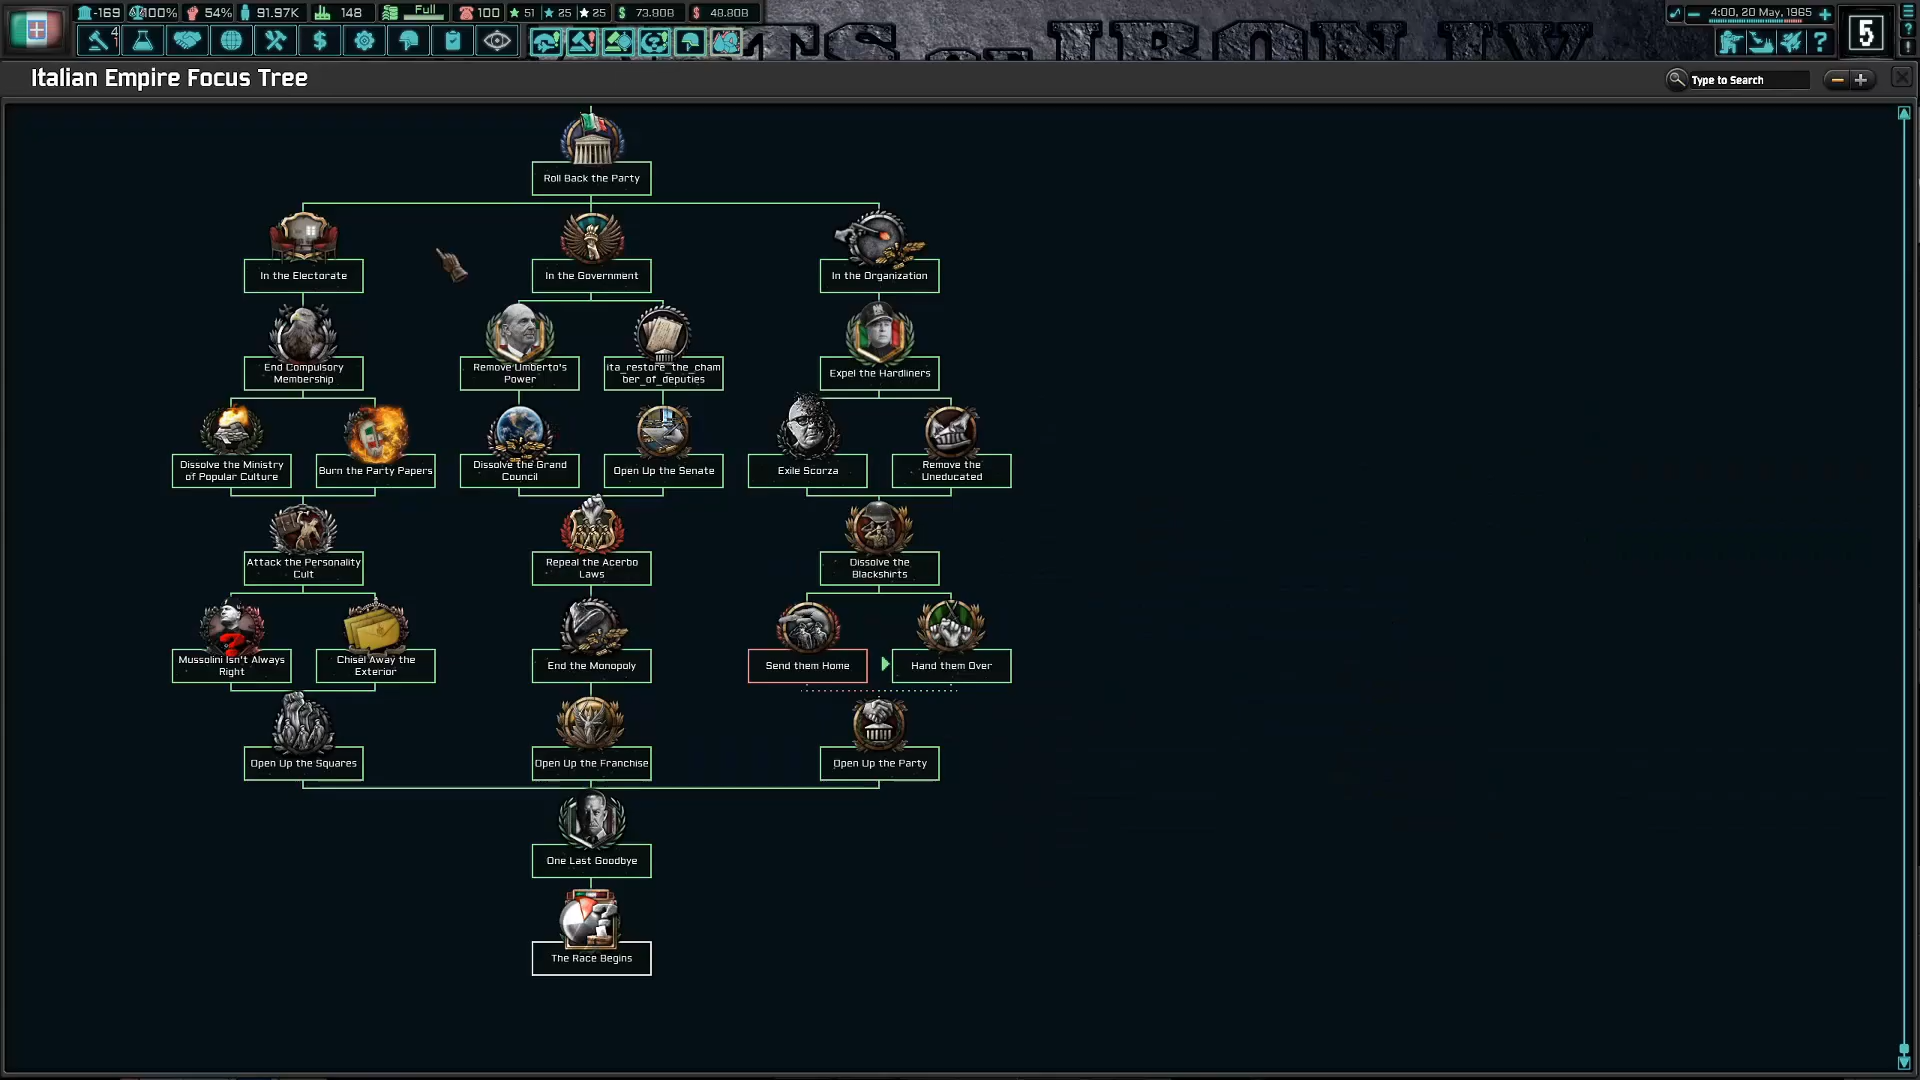 -169
100%
54%
91.97K
148
Full
100
51
25
25
$ 73.90B
$ 48.80B
4:00, 20 May, 1965
5
4
1
Italian Empire Focus Tree
Type to Search
Roll Back the Party
In the Electorate
In the Government
In the Organization
End Compulsory
Membership
Remove Umberto's
Power
ita_restore_the_cham
ber_of_deputies
Expel the Hardliners
Dissolve the Ministry
of Popular Culture
Burn the Party Papers
Dissolve the Grand
Council
Open Up the Senate
Exile Scorza
Remove the
Uneducated
Attack the Personality
Cult
Repeal the Acerbo
Laws
Dissolve the
Blackshirts
Mussolini Isn't Always
Right
Chisel Away the
Exterior
End the Monopoly
Send them Home
Hand them Over
Open Up the Squares
Open Up the Franchise
Open Up the Party
One Last Goodbye
The Race Begins